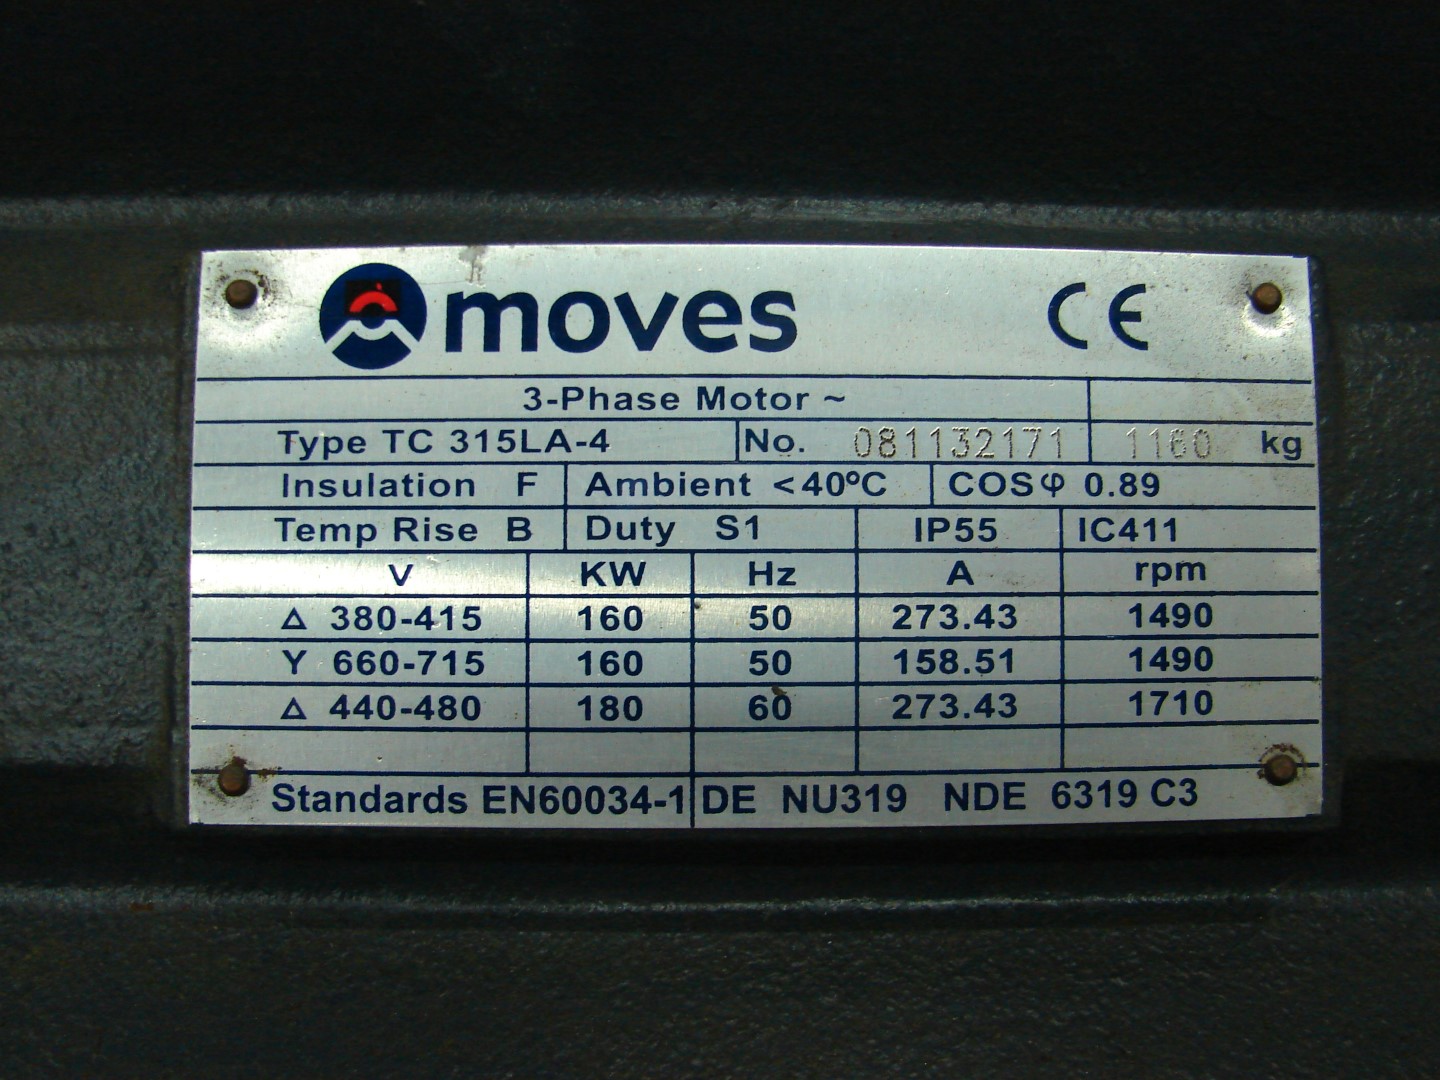 moves CE
3-Phase Motor ~
Type TC 315LA-4 No. 081132171 1160 kg
Insulation F Ambient <40ºC COSφ 0.89
Temp Rise B Duty S1 IP55 IC411
V KW Hz A rpm
Δ 380-415 160 50 273.43 1490
Y 660-715 160 50 158.51 1490
Δ 440-480 180 60 273.43 1710
Standards EN60034-1 DE NU319 NDE 6319 C3